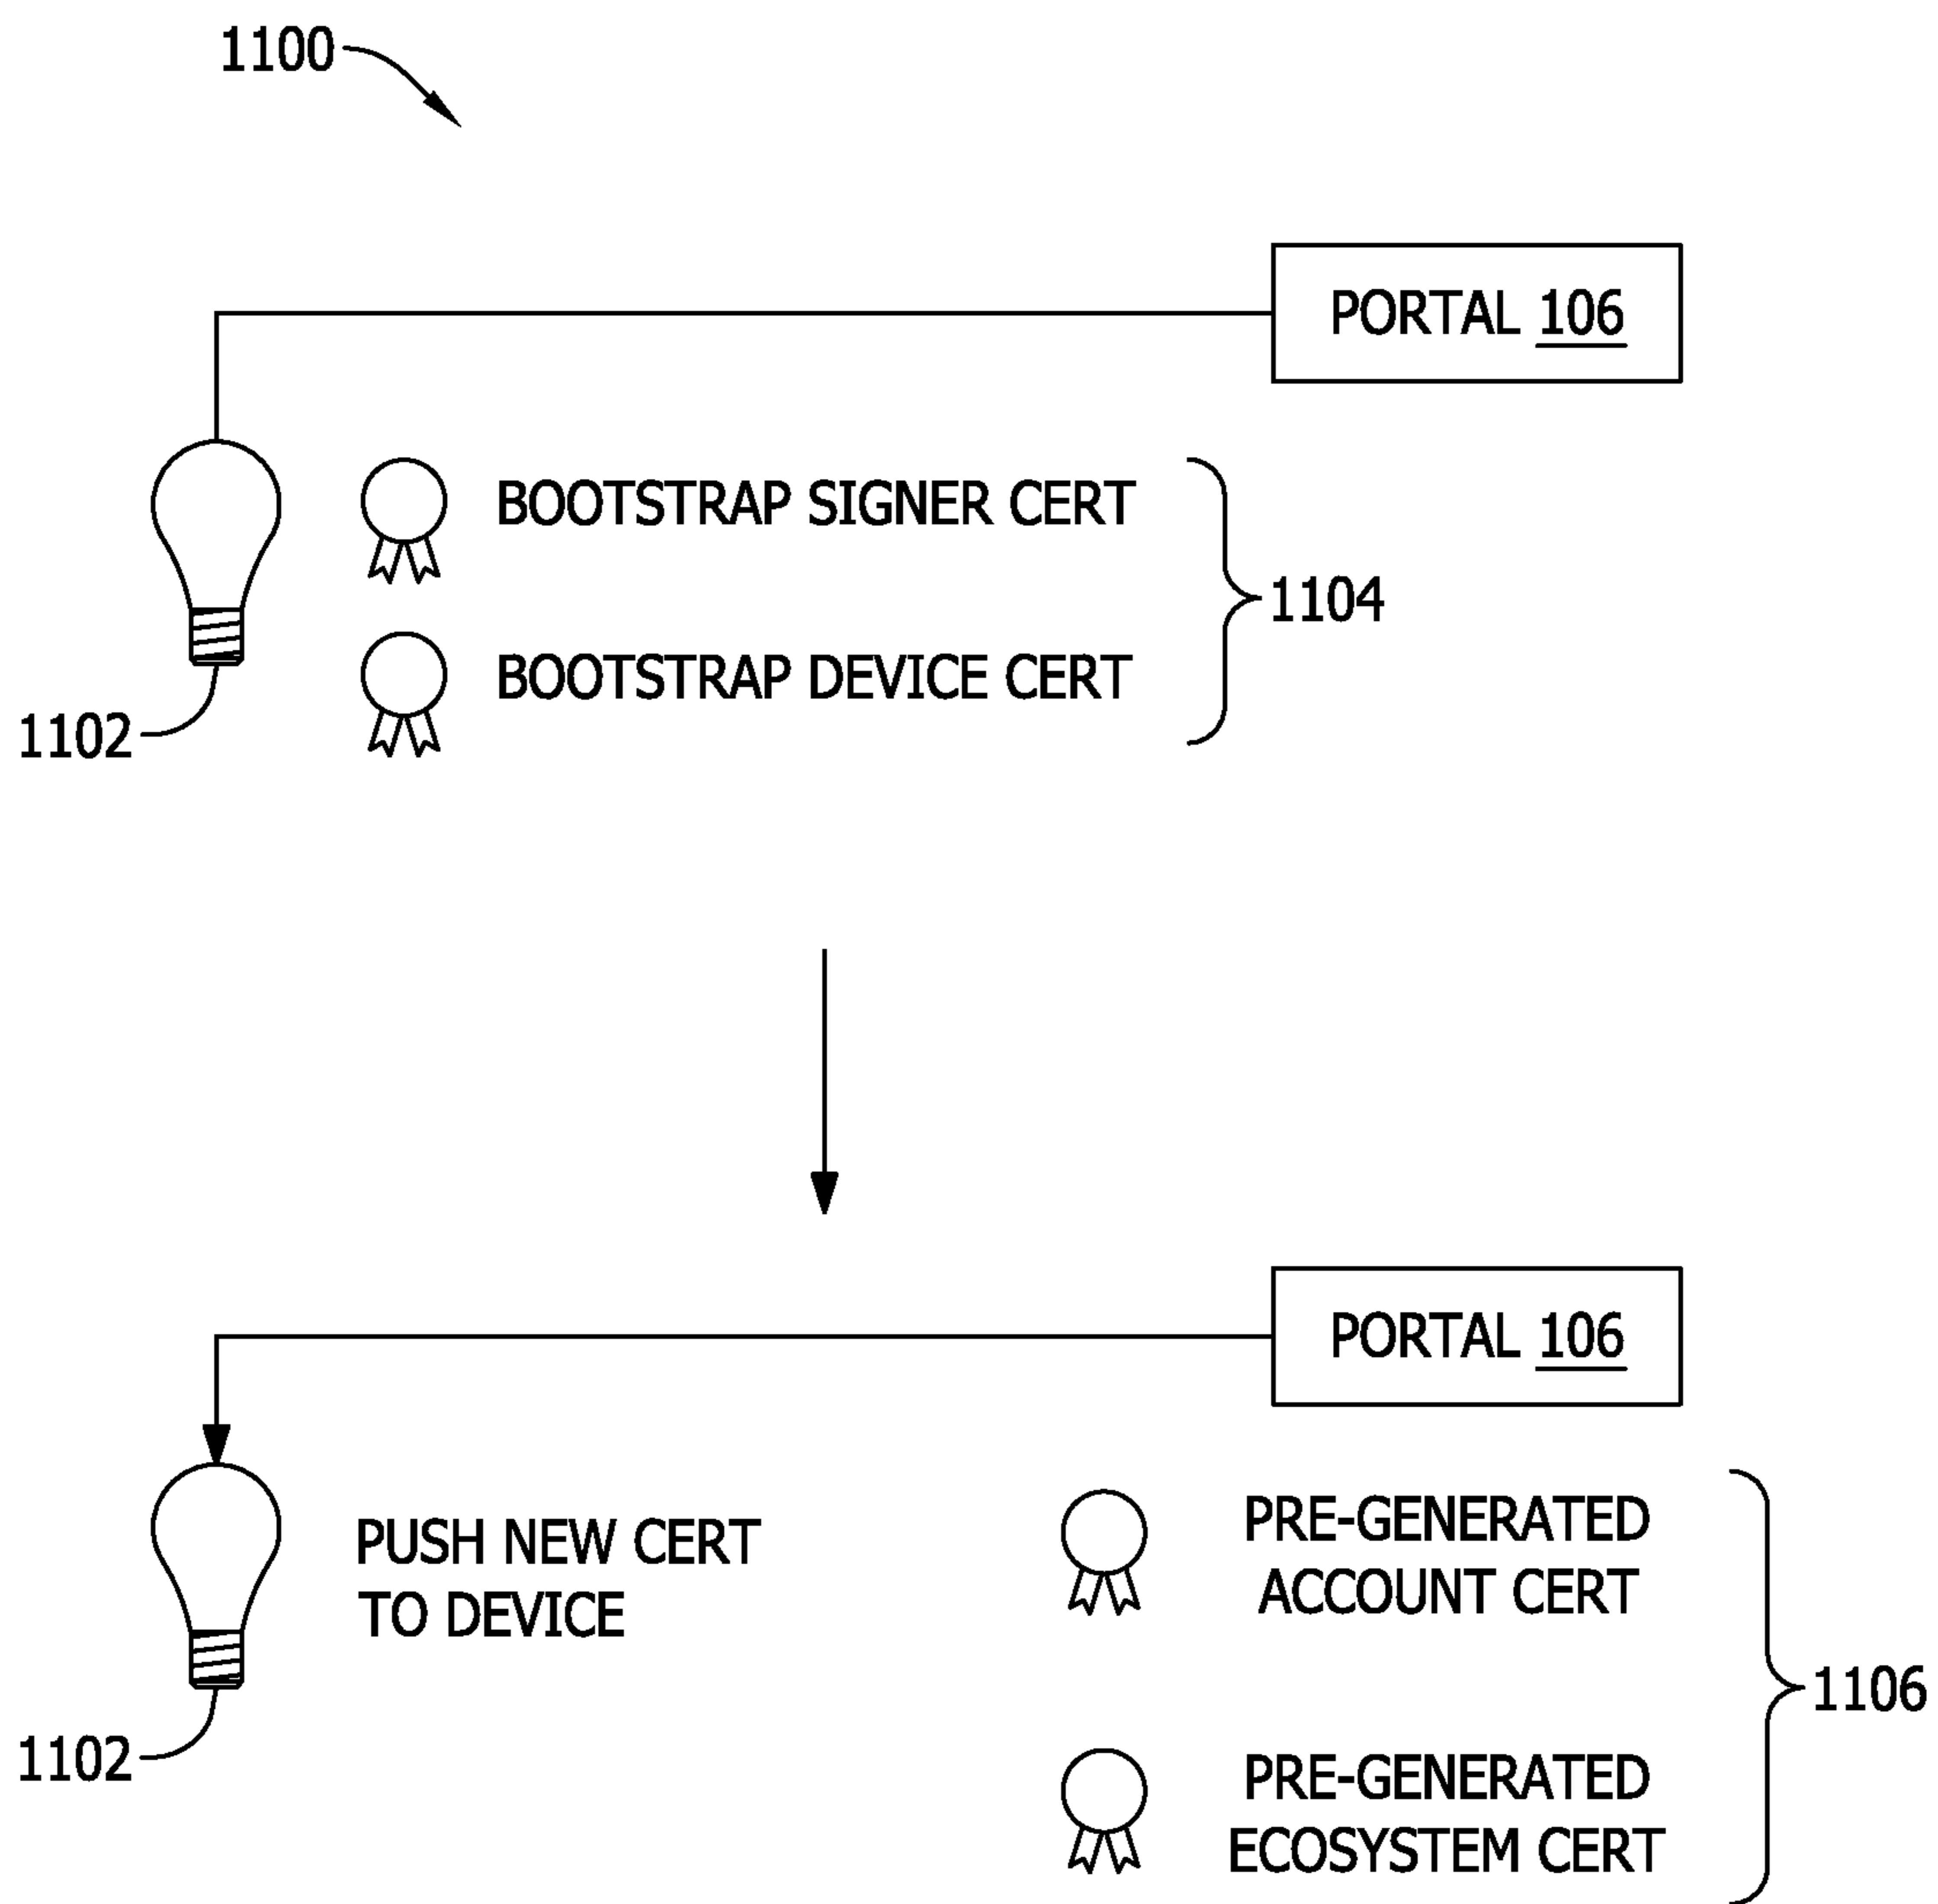 1100
PORTAL 106
BOOTSTRAP SIGNER CERT
1104
BOOTSTRAP DEVICE CERT
1102
PORTAL 106
PUSH NEW CERT
TO DEVICE
PRE-GENERATED
ACCOUNT CERT
1106
1102
PRE-GENERATED
ECOSYSTEM CERT